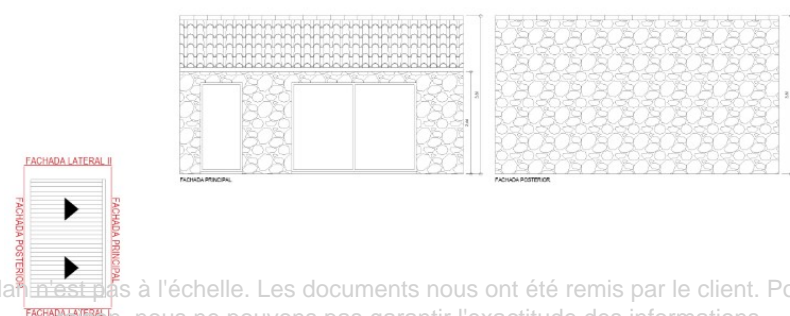 FACHADA PRINCIPAL
FACHADA POSTERIOR
FACHADA LATERAL II
FACHADA POSTERIOR
FACHADA PRINCIPAL
n'est pas à l'échelle. Les documents nous ont été remis par le client. Po
nous ne pouvons pas garantir l'exactitude des informations
FACHADA LATERAL I